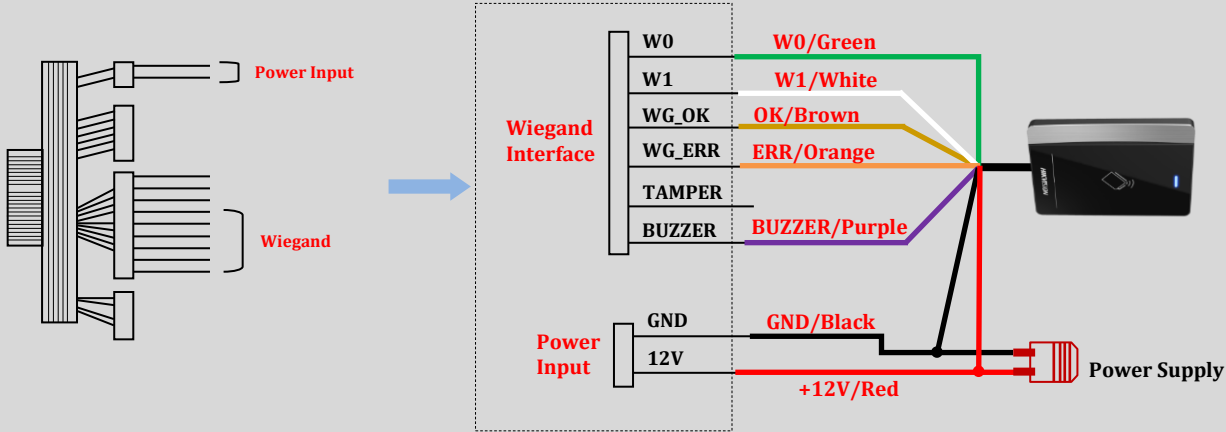 Power Input
Wiegand
Wiegand
Interface
W0
W1
WG_OK
WG_ERR
TAMPER
BUZZER
W0/Green
W1/White
OK/Brown
ERR/Orange
BUZZER/Purple
HIKVISION
Power
Input
GND
12V
GND/Black
+12V/Red
Power Supply